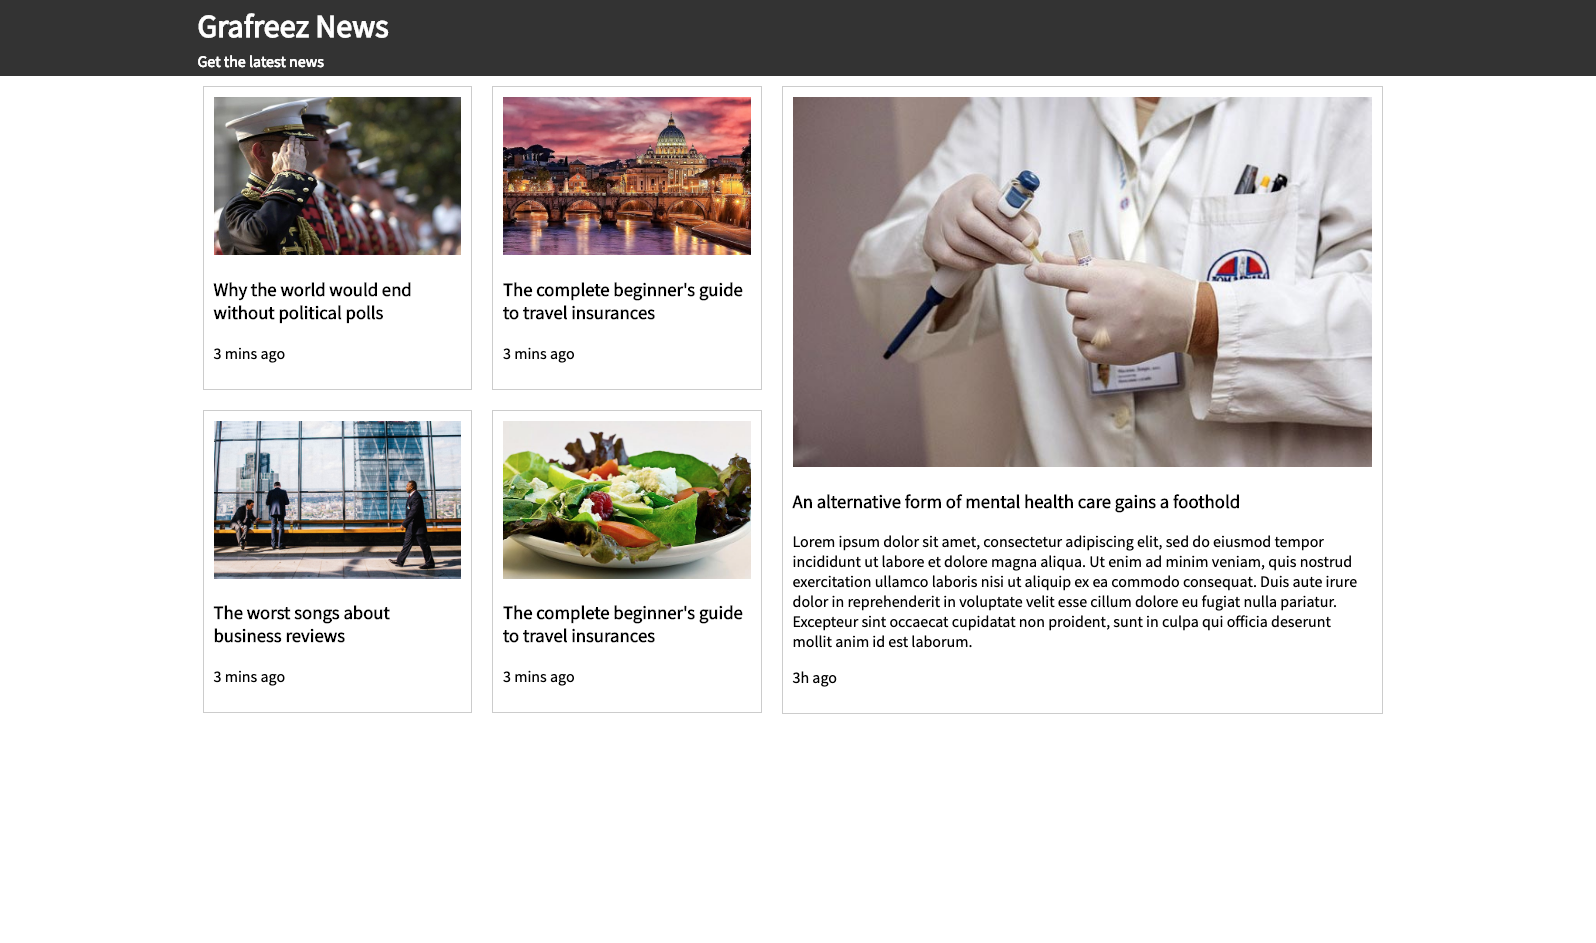 Grafreez News
Get the latest news
Why the world would end
without political polls
3 mins ago
The complete beginner's guide
to travel insurances
3 mins ago
The worst songs about
business reviews
3 mins ago
The complete beginner's guide
to travel insurances
3 mins ago
An alternative form of mental health care gains a foothold
Lorem ipsum dolor sit amet, consectetur adipiscing elit, sed do eiusmod tempor
incididunt ut labore et dolore magna aliqua. Ut enim ad minim veniam, quis nostrud
exercitation ullamco laboris nisi ut aliquip ex ea commodo consequat. Duis aute irure
dolor in reprehenderit in voluptate velit esse cillum dolore eu fugiat nulla pariatur.
Excepteur sint occaecat cupidatat non proident, sunt in culpa qui officia deserunt
mollit anim id est laborum.
3h ago